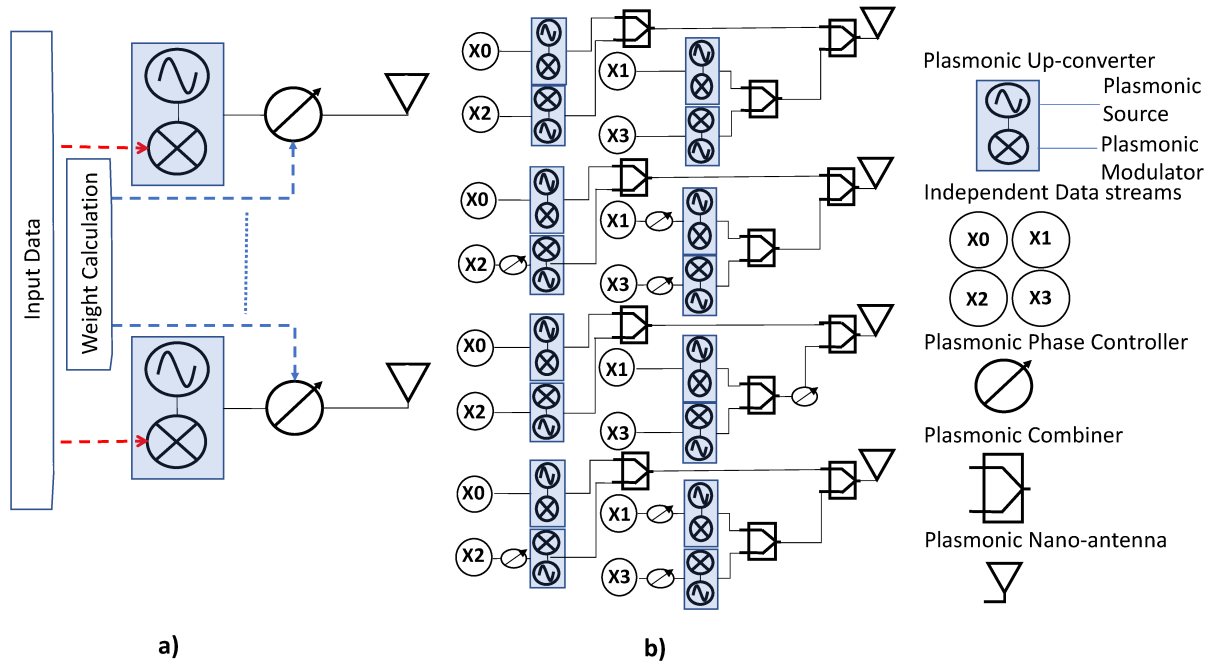 Input Data
Weight Calculation
a)
X0
X2
X1
X3
X0
X2
X1
X3
X0
X2
X1
X3
X0
X2
X1
X3
b)
Plasmonic Up-converter
Plasmonic
Source
Plasmonic
Modulator
Independent Data streams
X0 X1
X2 X3
Plasmonic Phase Controller
Plasmonic Combiner
Plasmonic Nano-antenna